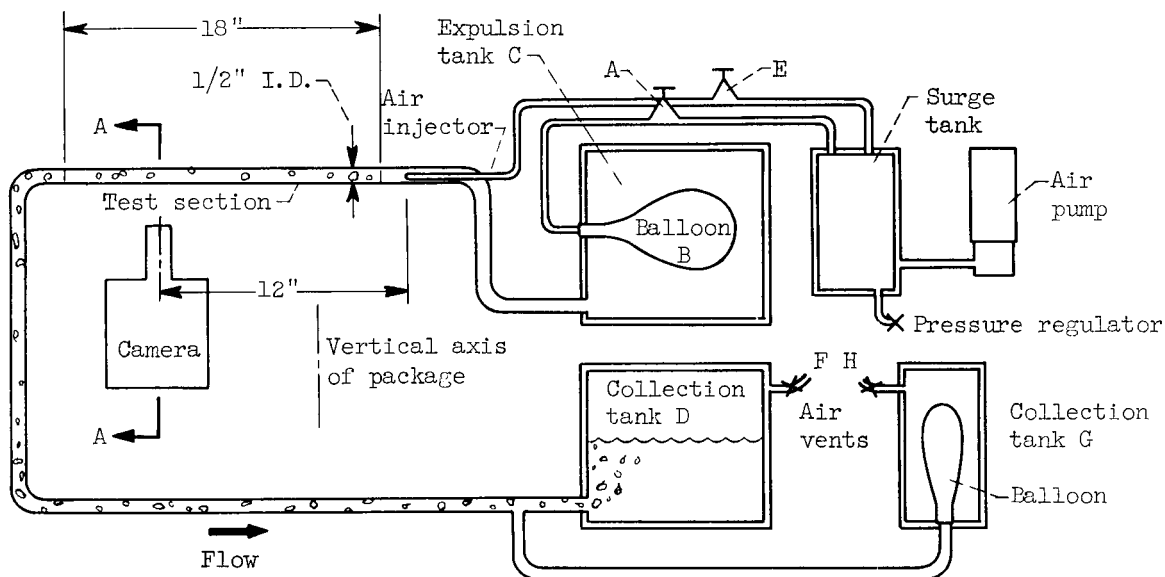 18"
Expulsion
tank C
A
E
1/2" I.D.
Air
injector
Surge
tank
A
Test section
Air
pump
Balloon
B
12"
Camera
Vertical axis
of package
Pressure regulator
F H
Collection
tank D
Air
vents
Collection
tank G
A
Balloon
Flow